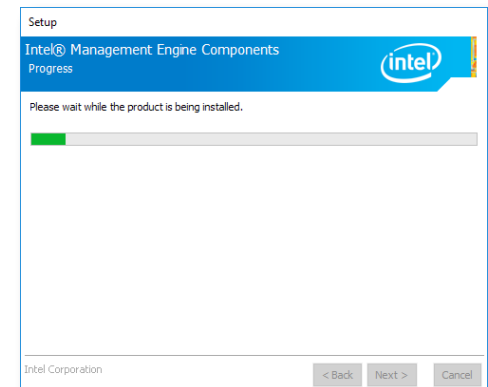 Setup
Intel® Management Engine Components
Progress
intel
Please wait while the product is being installed.
Intel Corporation
< Back Next > Cancel